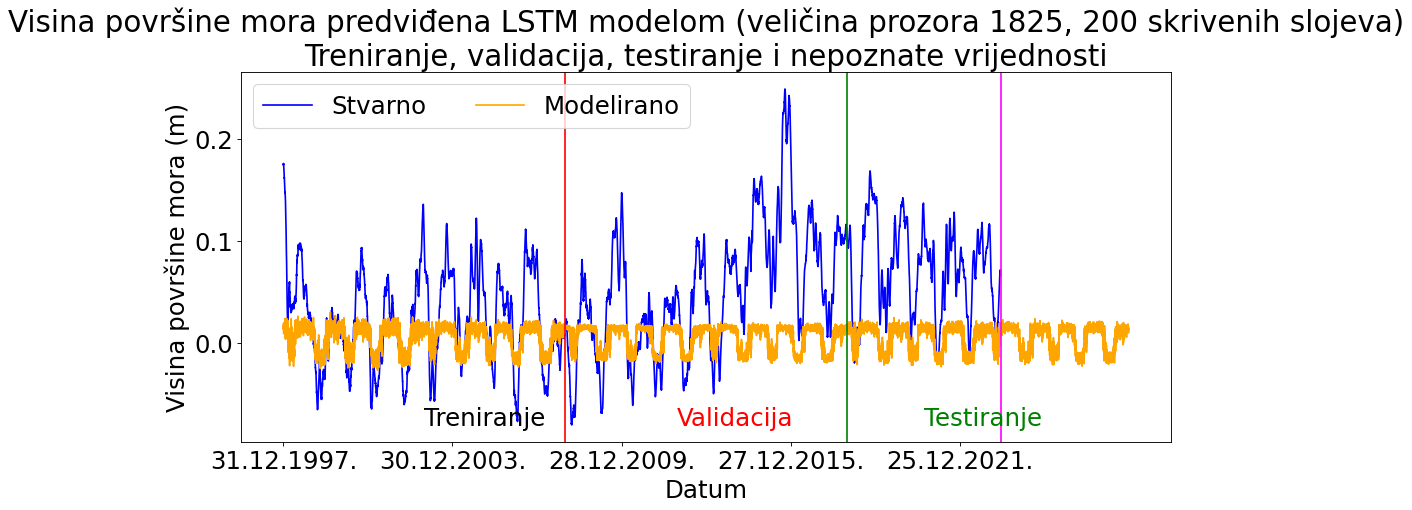 Visina površine mora predviđena LSTM modelom (veličina prozora 1825, 200 skrivenih slojeva)
Treniranje, validacija, testiranje i nepoznate vrijednosti
Stvarno
Modelirano
Visina površine mora (m)
0.2
0.1
0.0
Treniranje
Validacija
Testiranje
31.12.1997.
30.12.2003.
28.12.2009.
27.12.2015.
25.12.2021.
Datum